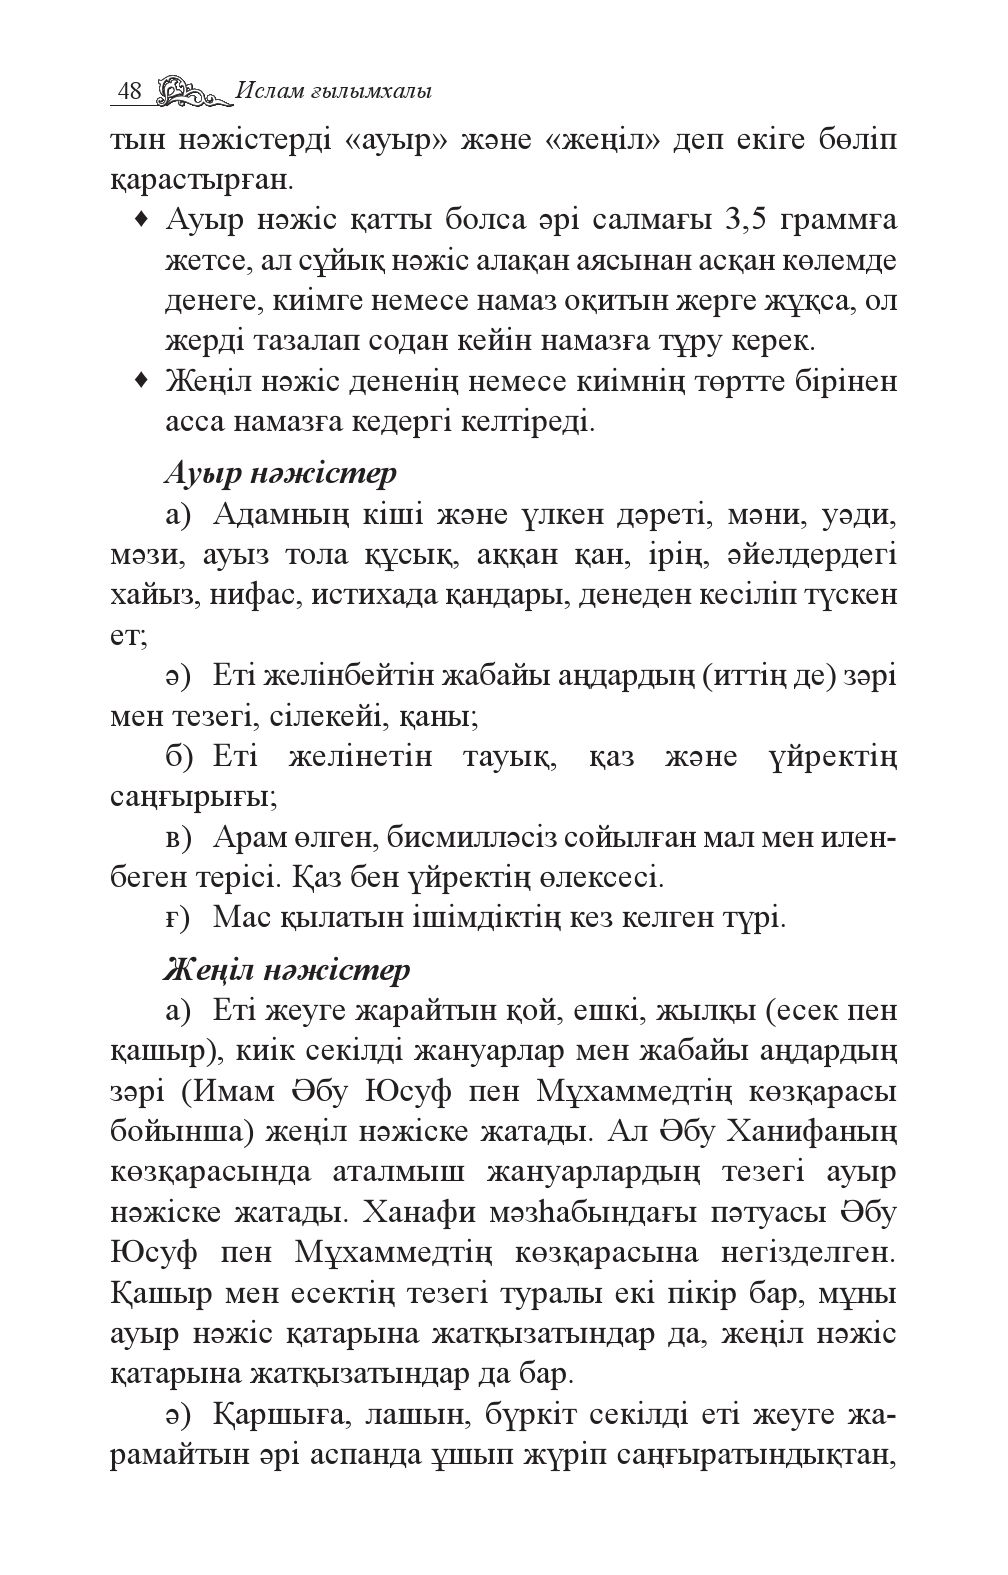 48 Ислам ғылымхалы
тын нәжістерді «ауыр» және «жеңіл» деп екіге бөліп
қарастырған.
♦ Ауыр нәжіс қатты болса әрі салмағы 3,5 граммға
жетсе, ал сұйық нәжіс алақан аясынан асқан көлемде
денеге, киімге немесе намаз оқитын жерге жұқса, ол
жерді тазалап содан кейін намазға тұру керек.
♦ Жеңіл нәжіс дененің немесе киімнің төртте бірінен
асса намазға кедергі келтіреді.
Ауыр нәжістер
а) Адамның кіші және үлкен дәреті, мәни, уәди,
мәзи, ауыз тола құсық, аққан қан, ірің, әйелдердегі
хайыз, нифас, истихада қандары, денеден кесіліп түскен
ет;
ә) Еті желінбейтін жабайы аңдардың (иттің де) зәрі
мен тезегі, сілекейі, қаны;
б) Еті желінетін тауық, қаз және үйректің
саңғырығы;
в) Арам өлген, бисмилләсіз сойылған мал мен илен-
беген терісі. Қаз бен үйректің өлексесі.
ғ) Мас қылатын ішімдіктің кез келген түрі.
Жеңіл нәжістер
а) Еті жеуге жарайтын қой, ешкі, жылқы (есек пен
қашыр), киік секілді жануарлар мен жабайы аңдардың
зәрі (Имам Әбу Юсуф пен Мұхаммедтің көзқарасы
бойынша) жеңіл нәжіске жатады. Ал Әбу Ханифаның
көзқарасында аталмыш жануарлардың тезегі ауыр
нәжіске жатады. Ханафи мәзһабындағы пәтуасы Әбу
Юсуф пен Мұхаммедтің көзқарасына негізделген.
Қашыр мен есектің тезегі туралы екі пікір бар, мұны
ауыр нәжіс қатарына жатқызатындар да, жеңіл нәжіс
қатарына жатқызатындар да бар.
ә) Қаршыға, лашын, бүркіт секілді еті жеуге жа-
рамайтын әрі аспанда ұшып жүріп саңғыратындықтан,